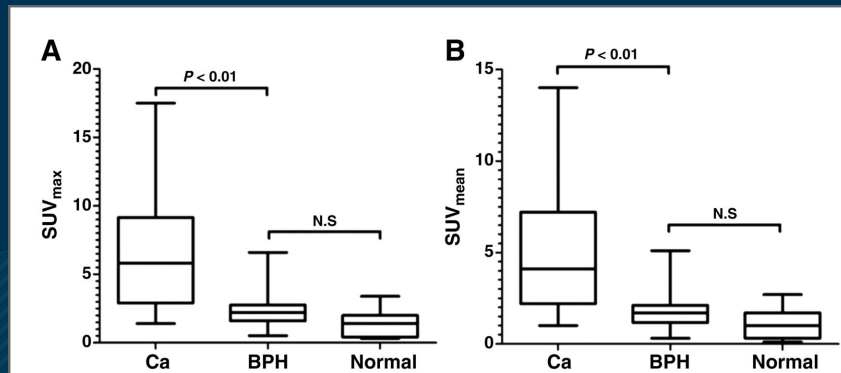 A
P < 0.01
N.S
SUVmax
20
15
10
5
0
Ca BPH Normal
B
P < 0.01
N.S
SUVmean
15
10
5
0
Ca BPH Normal